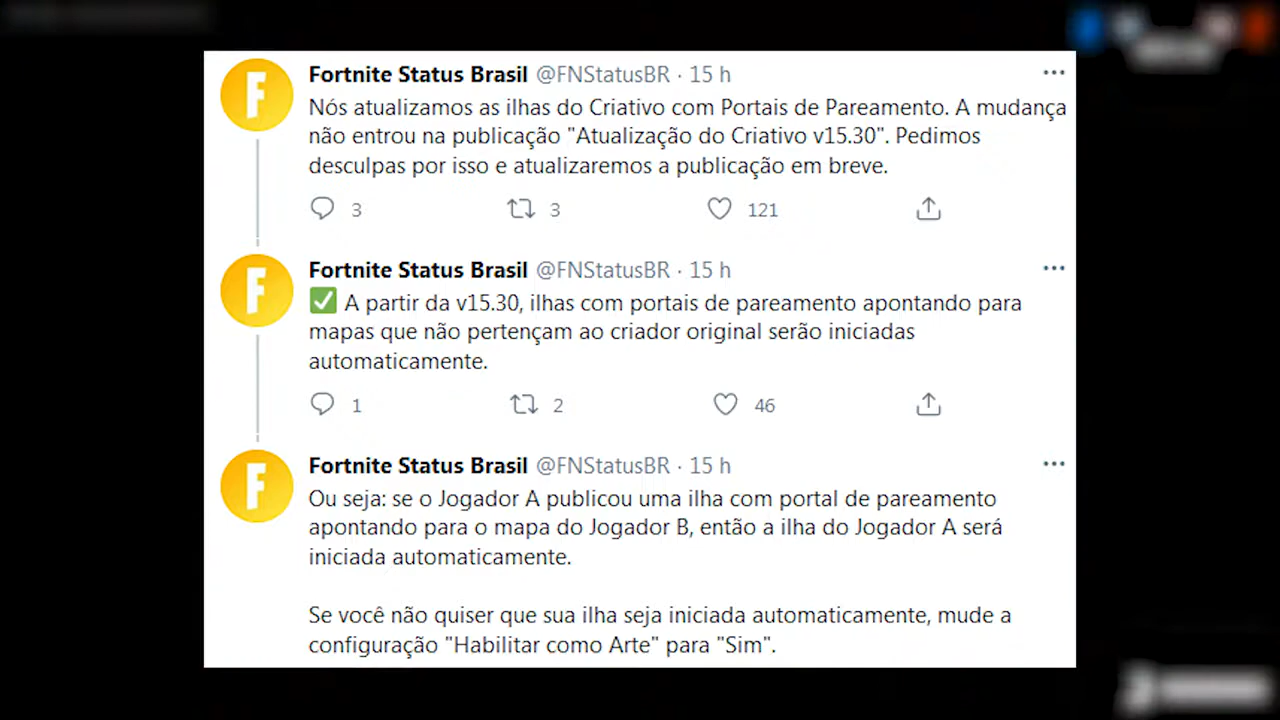 Fortnite Status Brasil @FNStatusBR · 15 h
Nós atualizamos as ilhas do Criativo com Portais de Pareamento. A mudança
não entrou na publicação "Atualização do Criativo v15.30". Pedimos
desculpas por isso e atualizaremos a publicação em breve.
3 3 121
Fortnite Status Brasil @FNStatusBR · 15 h
✅ A partir da v15.30, ilhas com portais de pareamento apontando para
mapas que não pertençam ao criador original serão iniciadas
automaticamente.
1 2 46
Fortnite Status Brasil @FNStatusBR · 15 h
Ou seja: se o Jogador A publicou uma ilha com portal de pareamento
apontando para o mapa do Jogador B, então a ilha do Jogador A será
iniciada automaticamente.
Se você não quiser que sua ilha seja iniciada automaticamente, mude a
configuração "Habilitar como Arte" para "Sim".